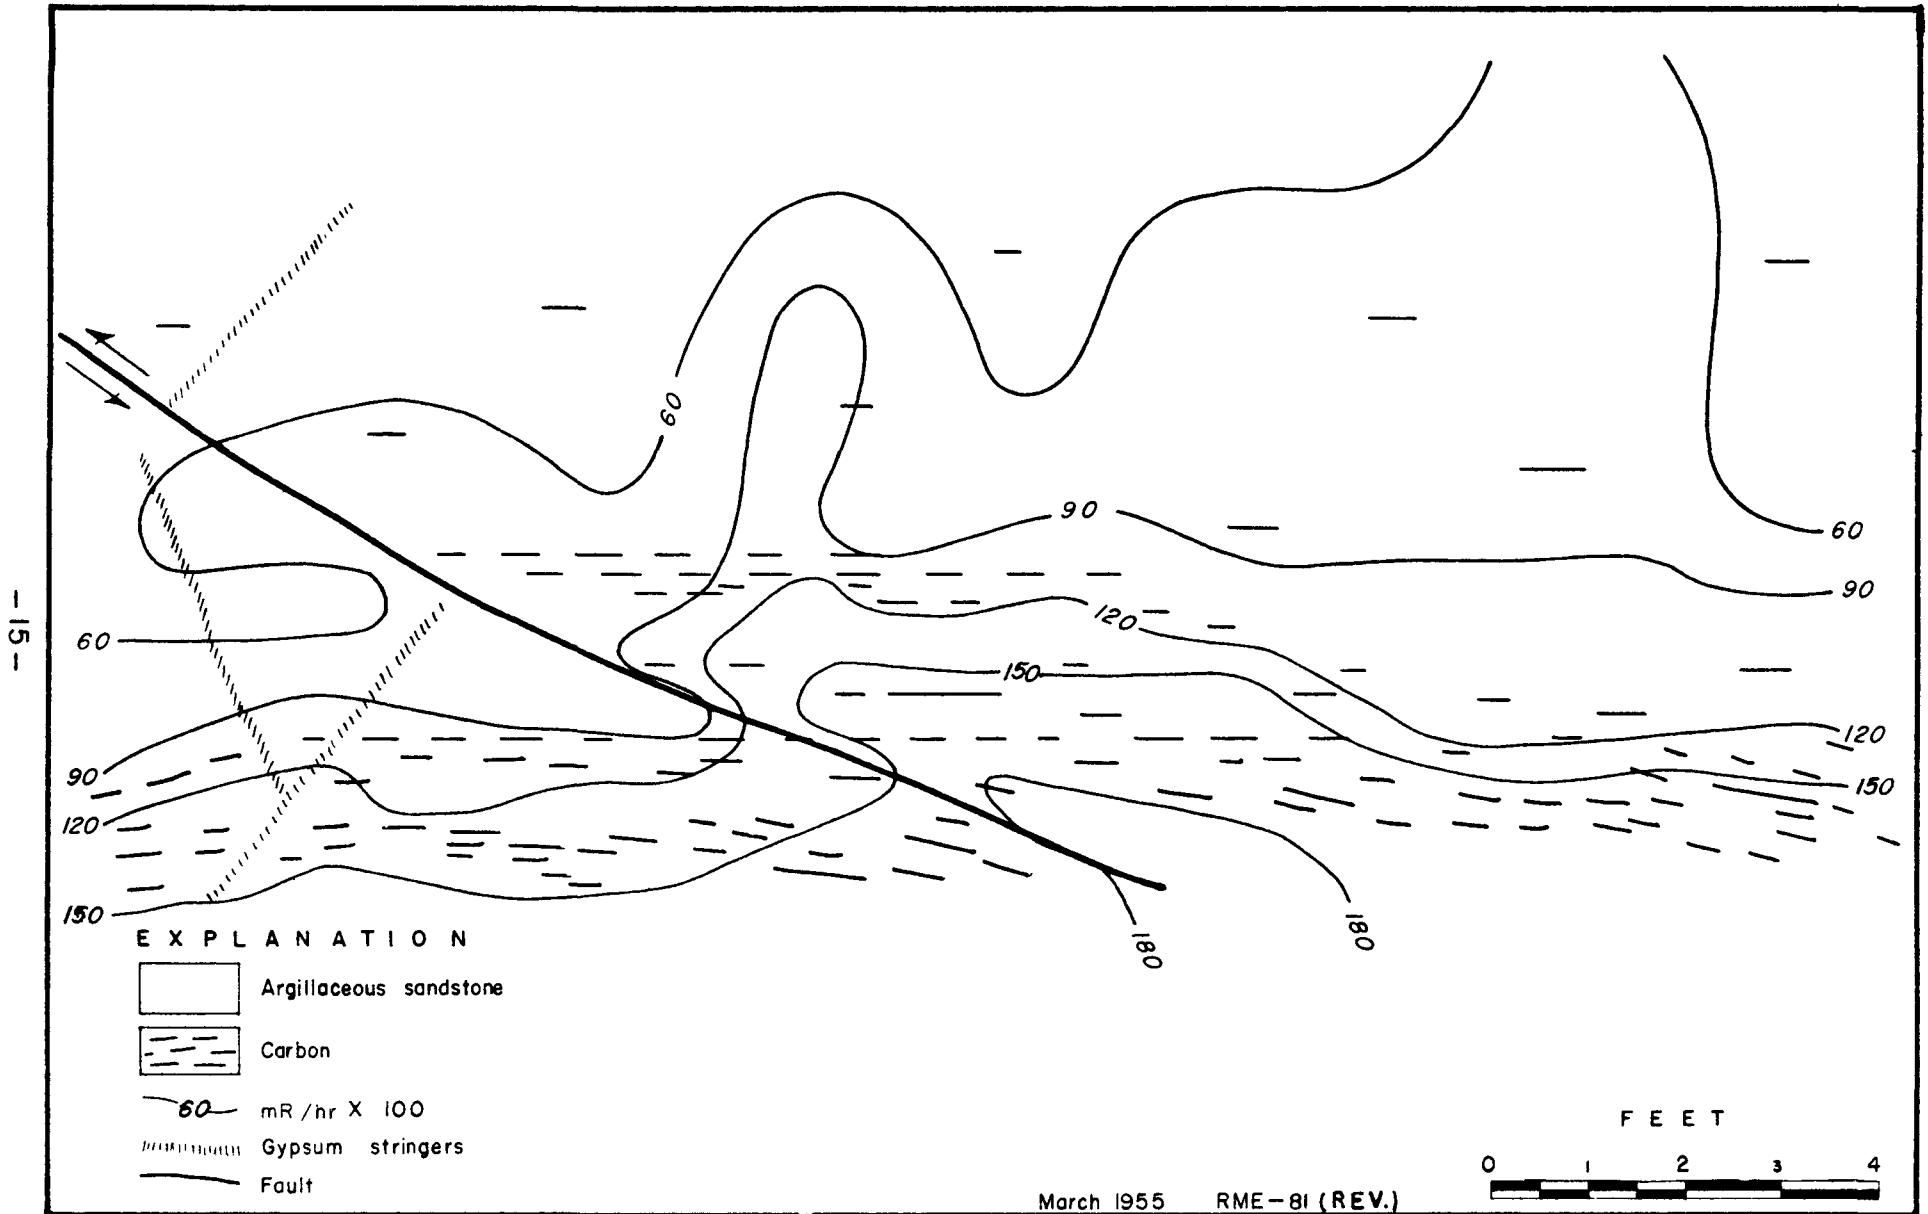 60
90
60
90
60
120
150
120
90
150
120
150
180
180
- 15 -
EXPLANATION
Argillaceous sandstone
Carbon
60 mR/hr X 100
Gypsum stringers
Fault
FEET
0 1 2 3 4
March 1955 RME-81 (REV.)